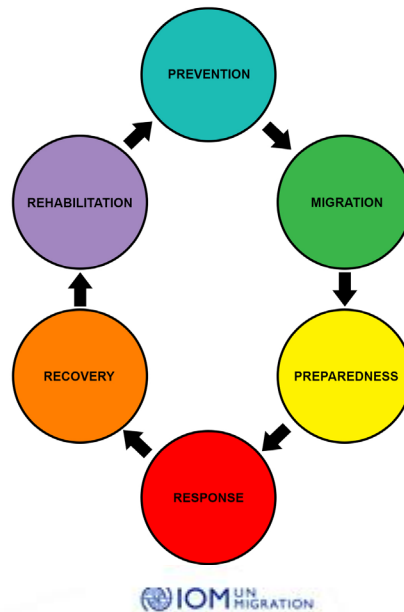 PREVENTION
MIGRATION
PREPAREDNESS
RESPONSE
RECOVERY
REHABILITATION
IOM UN MIGRATION